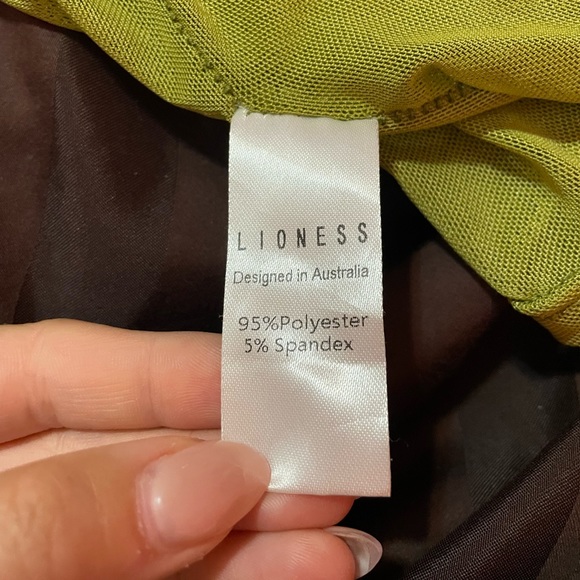 LIONESS
Designed in Australia
95%Polyester
5% Spandex